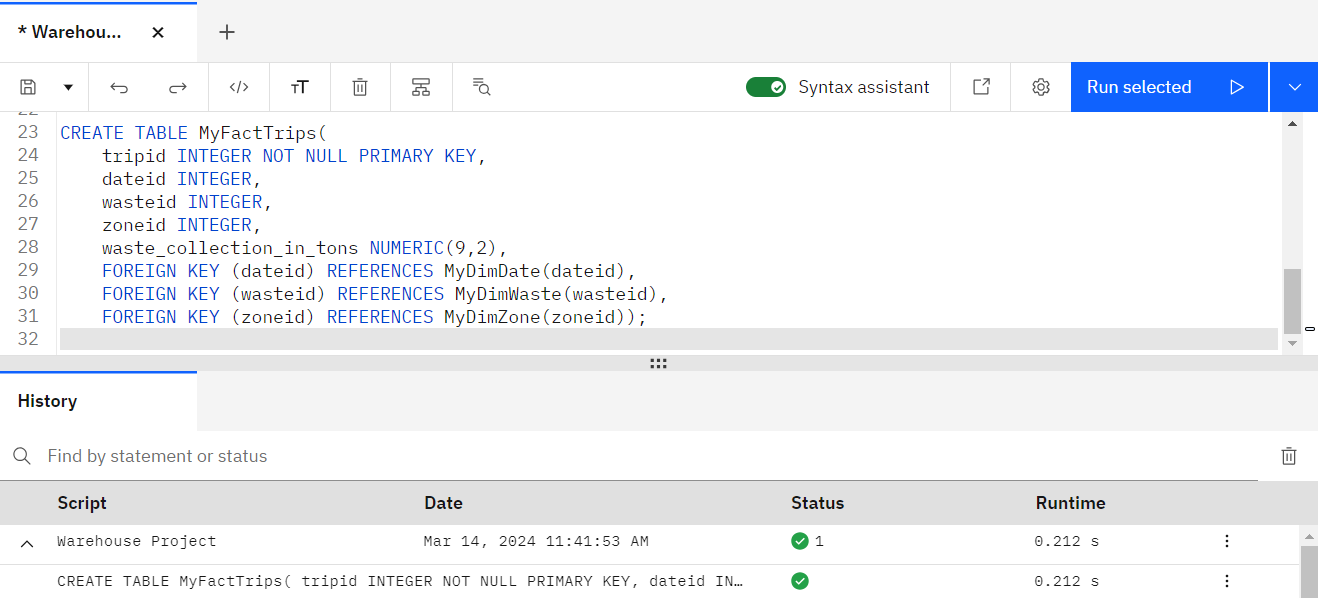 * Warehou...
Syntax assistant
Run selected
22
23 CREATE TABLE MyFactTrips(
24 tripid INTEGER NOT NULL PRIMARY KEY,
25 dateid INTEGER,
26 wasteid INTEGER,
27 zoneid INTEGER,
28 waste_collection_in_tons NUMERIC(9,2),
29 FOREIGN KEY (dateid) REFERENCES MyDimDate(dateid),
30 FOREIGN KEY (wasteid) REFERENCES MyDimWaste(wasteid),
31 FOREIGN KEY (zoneid) REFERENCES MyDimZone(zoneid));
32
History
Find by statement or status
Script Date Status Runtime
Warehouse Project Mar 14, 2024 11:41:53 AM 1 0.212 s
CREATE TABLE MyFactTrips( tripid INTEGER NOT NULL PRIMARY KEY, dateid IN… 0.212 s